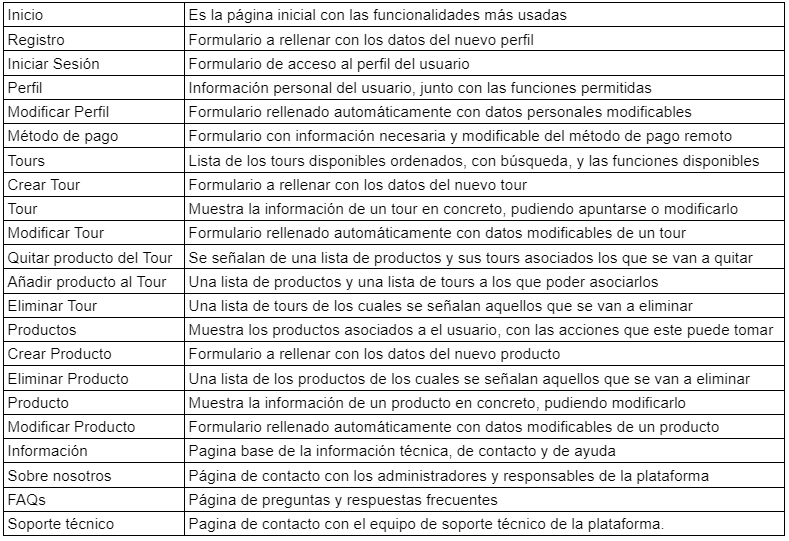 Inicio Es la página inicial con las funcionalidades más usadas
Registro Formulario a rellenar con los datos del nuevo perfil
Iniciar Sesión Formulario de acceso al perfil del usuario
Perfil Información personal del usuario, junto con las funciones permitidas
Modificar Perfil Formulario rellenado automáticamente con datos personales modificables
Método de pago Formulario con información necesaria y modificable del método de pago remoto
Tours Lista de los tours disponibles ordenados, con búsqueda, y las funciones disponibles
Crear Tour Formulario a rellenar con los datos del nuevo tour
Tour Muestra la información de un tour en concreto, pudiendo apuntarse o modificarlo
Modificar Tour Formulario rellenado automáticamente con datos modificables de un tour
Quitar producto del Tour Se señalan de una lista de productos y sus tours asociados los que se van a quitar
Añadir producto al Tour Una lista de productos y una lista de tours a los que poder asociarlos
Eliminar Tour Una lista de tours de los cuales se señalan aquellos que se van a eliminar
Productos Muestra los productos asociados a el usuario, con las acciones que este puede tomar
Crear Producto Formulario a rellenar con los datos del nuevo producto
Eliminar Producto Una lista de los productos de los cuales se señalan aquellos que se van a eliminar
Producto Muestra la información de un producto en concreto, pudiendo modificarlo
Modificar Producto Formulario rellenado automáticamente con datos modificables de un producto
Información Pagina base de la información técnica, de contacto y de ayuda
Sobre nosotros Página de contacto con los administradores y responsables de la plataforma
FAQs Página de preguntas y respuestas frecuentes
Soporte técnico Pagina de contacto con el equipo de soporte técnico de la plataforma.